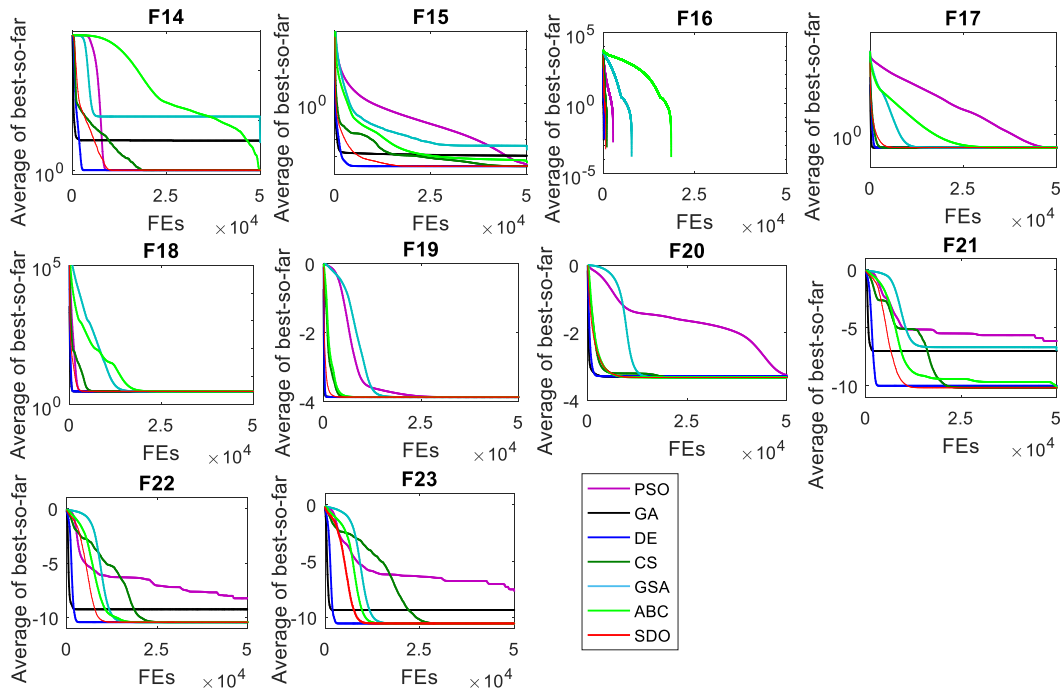 F14
Average of best-so-far
10^0
0 2.5 5
FEs ×10^4
F15
Average of best-so-far
10^0
0 2.5 5
FEs ×10^4
F16
Average of best-so-far
10^5
10^0
10^-5
0 2.5 5
FEs ×10^4
F17
Average of best-so-far
10^0
0 2.5 5
FEs ×10^4
F18
Average of best-so-far
10^5
10^0
0 2.5 5
FEs ×10^4
F19
Average of best-so-far
0
-2
-4
0 2.5 5
FEs ×10^4
F20
Average of best-so-far
0
-2
-4
0 2.5 5
FEs ×10^4
F21
Average of best-so-far
0
-5
-10
0 2.5 5
FEs ×10^4
F22
Average of best-so-far
0
-5
-10
0 2.5 5
FEs ×10^4
F23
Average of best-so-far
0
-5
-10
0 2.5 5
FEs ×10^4
PSO
GA
DE
CS
GSA
ABC
SDO